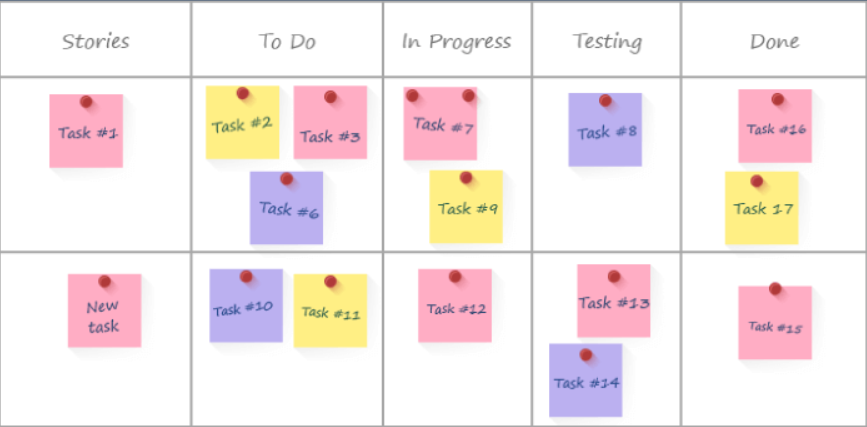 Stories
To Do
In Progress
Testing
Done
Task #1
Task #2
Task #3
Task #6
Task #7
Task #9
Task #8
Task #16
Task 17
New
task
Task #10
Task #11
Task #12
Task #13
Task #14
Task #15